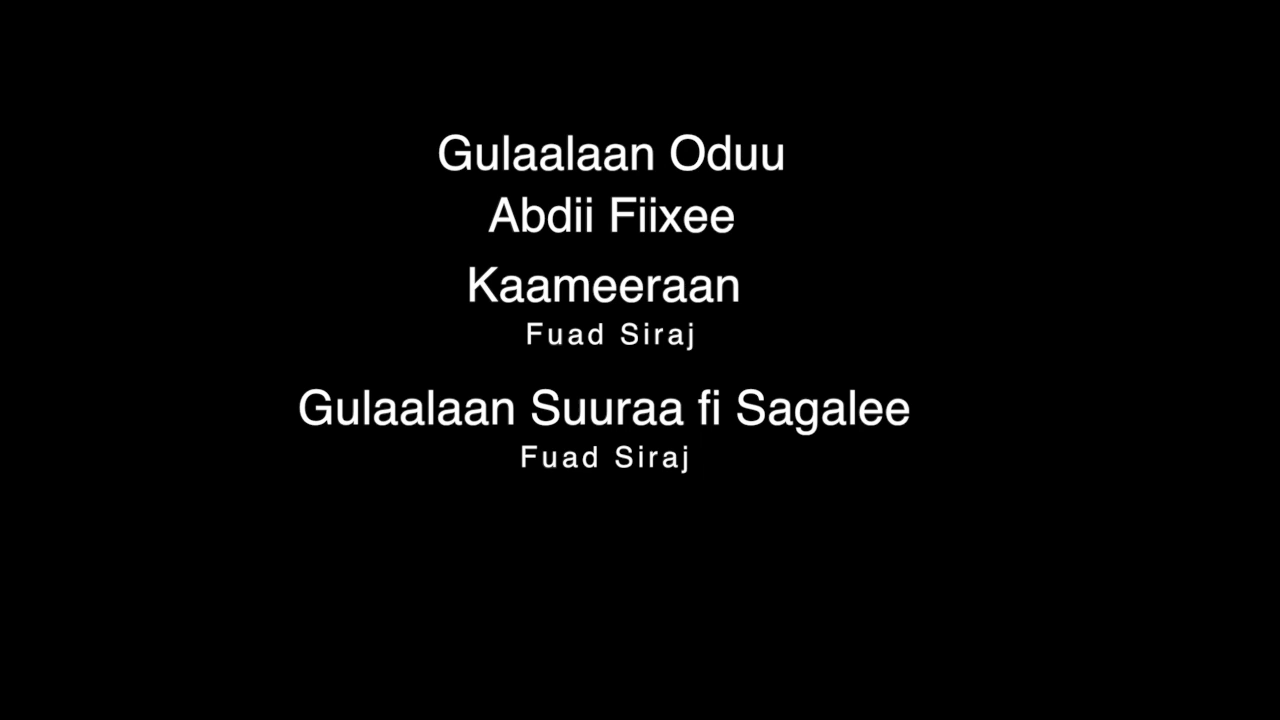 Gulaalaan Oduu
Abdii Fiixee
Kaameeraan
Fuad Siraj
Gulaalaan Suuraa fi Sagalee
Fuad Siraj